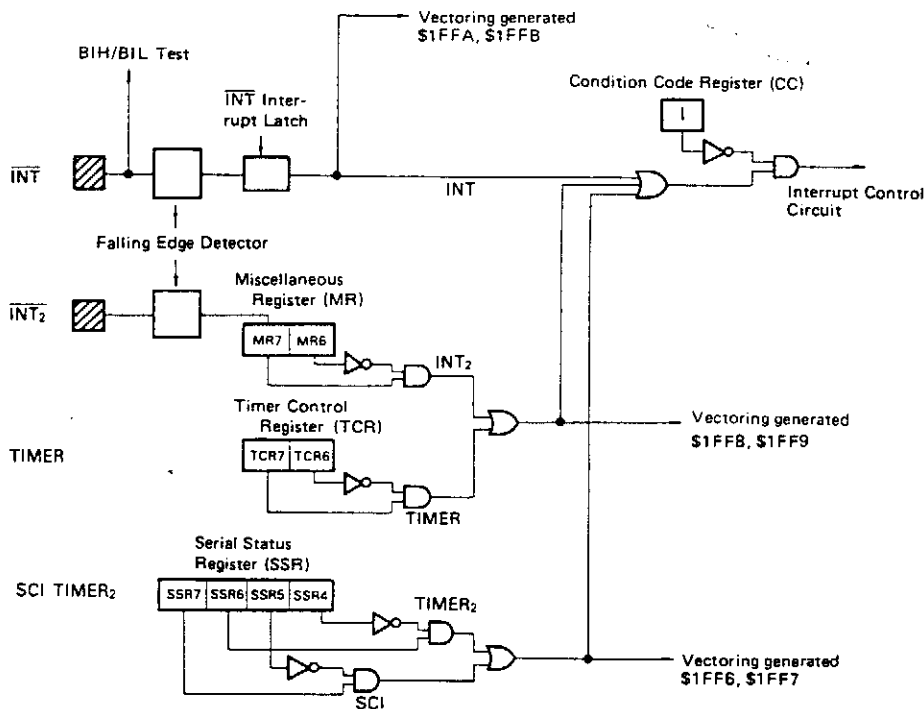 Vectoring generated
$1FFA, $1FFB
BIH/BIL Test
Condition Code Register (CC)
INT Inter-
rupt Latch
I
INT
INT
Interrupt Control
Circuit
Falling Edge Detector
Miscellaneous
Register (MR)
INT2
MR7 MR6
INT2
Timer Control
Register (TCR)
Vectoring generated
$1FF8, $1FF9
TIMER
TCR7 TCR6
TIMER
Serial Status
Register (SSR)
SCI TIMER2
SSR7 SSR6 SSR5 SSR4
TIMER2
Vectoring generated
$1FF6, $1FF7
SCI